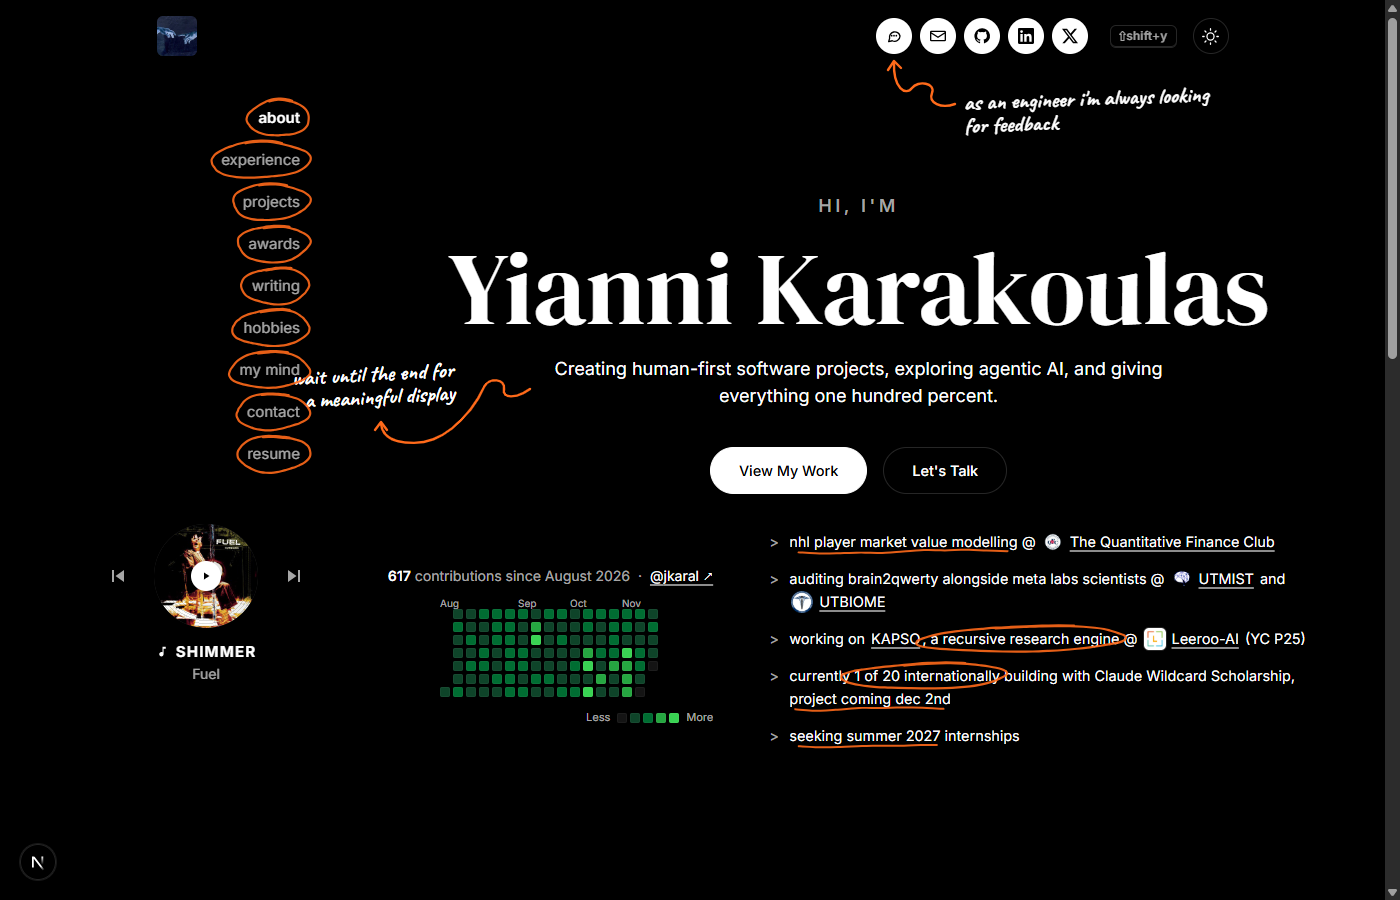 ⇧shift+y
as an engineer i'm always looking
for feedback
about
experience
projects
awards
writing
hobbies
my mind
contact
resume
HI, I'M
Yianni Karakoulas
wait until the end for
a meaningful display
Creating human-first software projects, exploring agentic AI, and giving
everything one hundred percent.
View My Work
Let's Talk
FUEL
SHIMMER
Fuel
617 contributions since August 2026 · @jkaral ↗
Aug Sep Oct Nov
Less More
> nhl player market value modelling @ The Quantitative Finance Club
> auditing brain2qwerty alongside meta labs scientists @ UTMIST and
UTBIOME
> working on KAPSO, a recursive research engine @ Leeroo-AI (YC P25)
> currently 1 of 20 internationally building with Claude Wildcard Scholarship,
project coming dec 2nd
> seeking summer 2027 internships
N